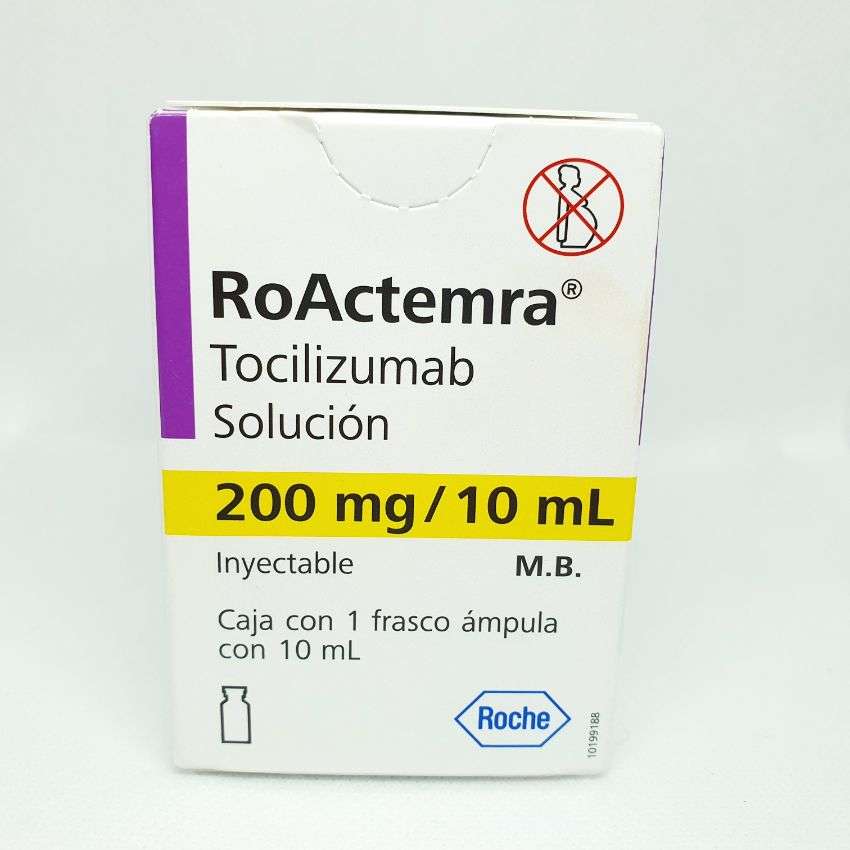 RoActemra®
Tocilizumab
Solución
200 mg/10 mL
Inyectable M.B.
Caja con 1 frasco ámpula
con 10 mL
Roche
10199188